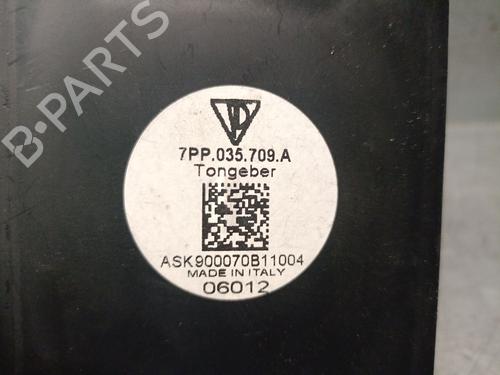 7PP.035.709.A
Tongeber
ASK900070B11004
MADE IN ITALY
06012
B-PARTS